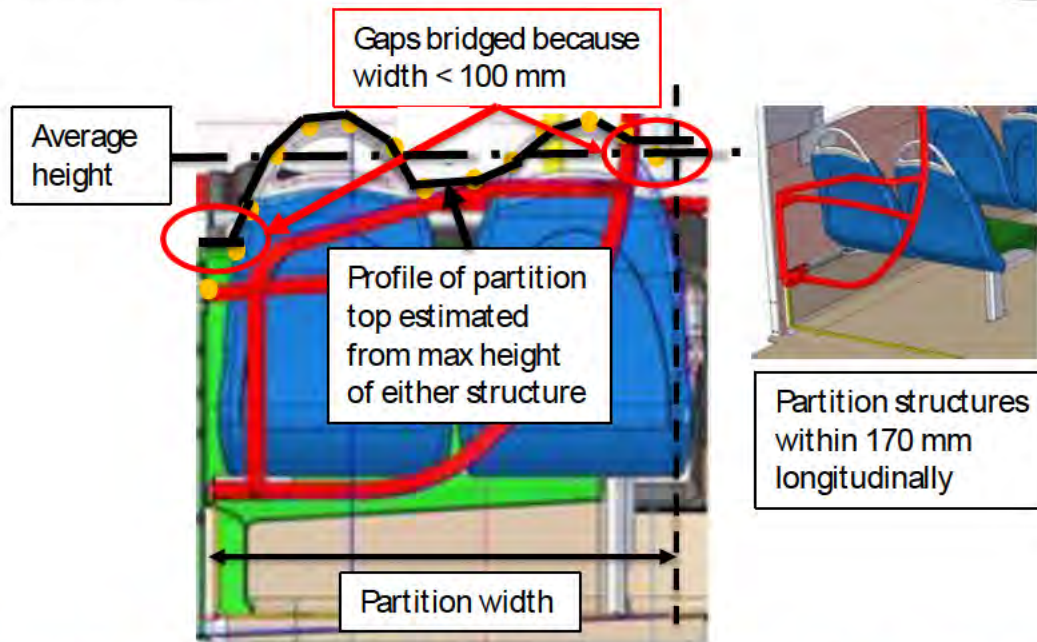 Gaps bridged because
width < 100 mm
Average
height
Profile of partition
top estimated
from max height
of either structure
Partition structures
within 170 mm
longitudinally
Partition width